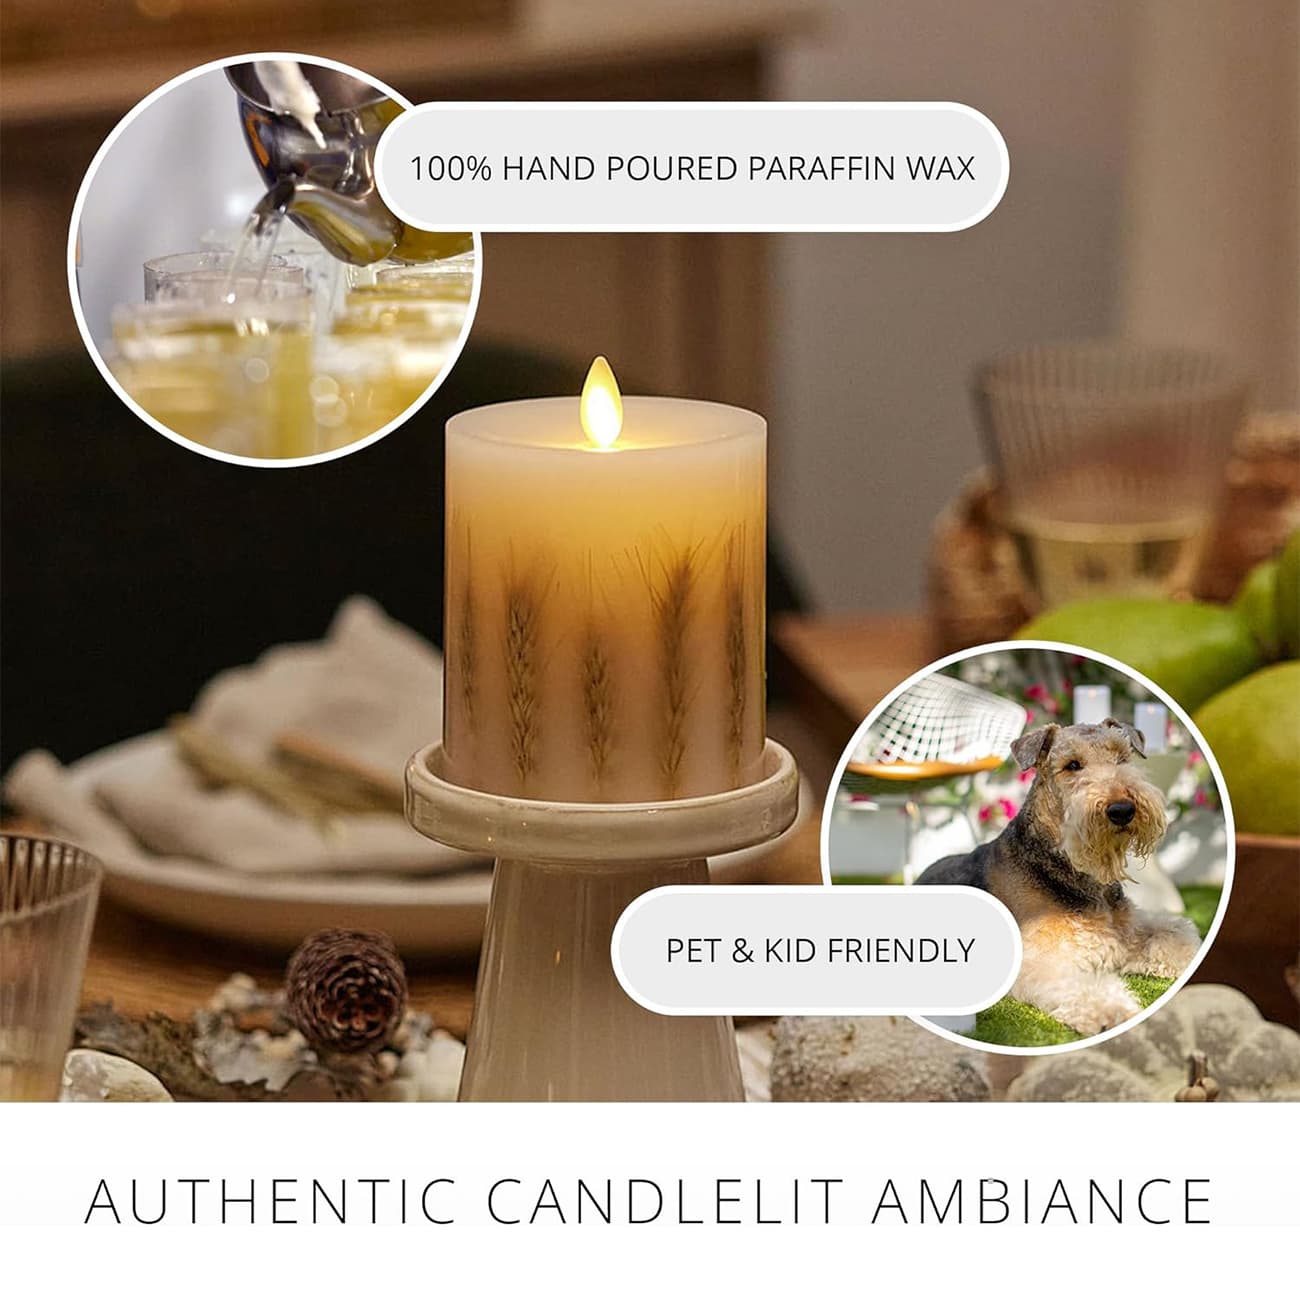 100% HAND POURED PARAFFIN WAX
PET & KID FRIENDLY
AUTHENTIC CANDLELIT AMBIANCE